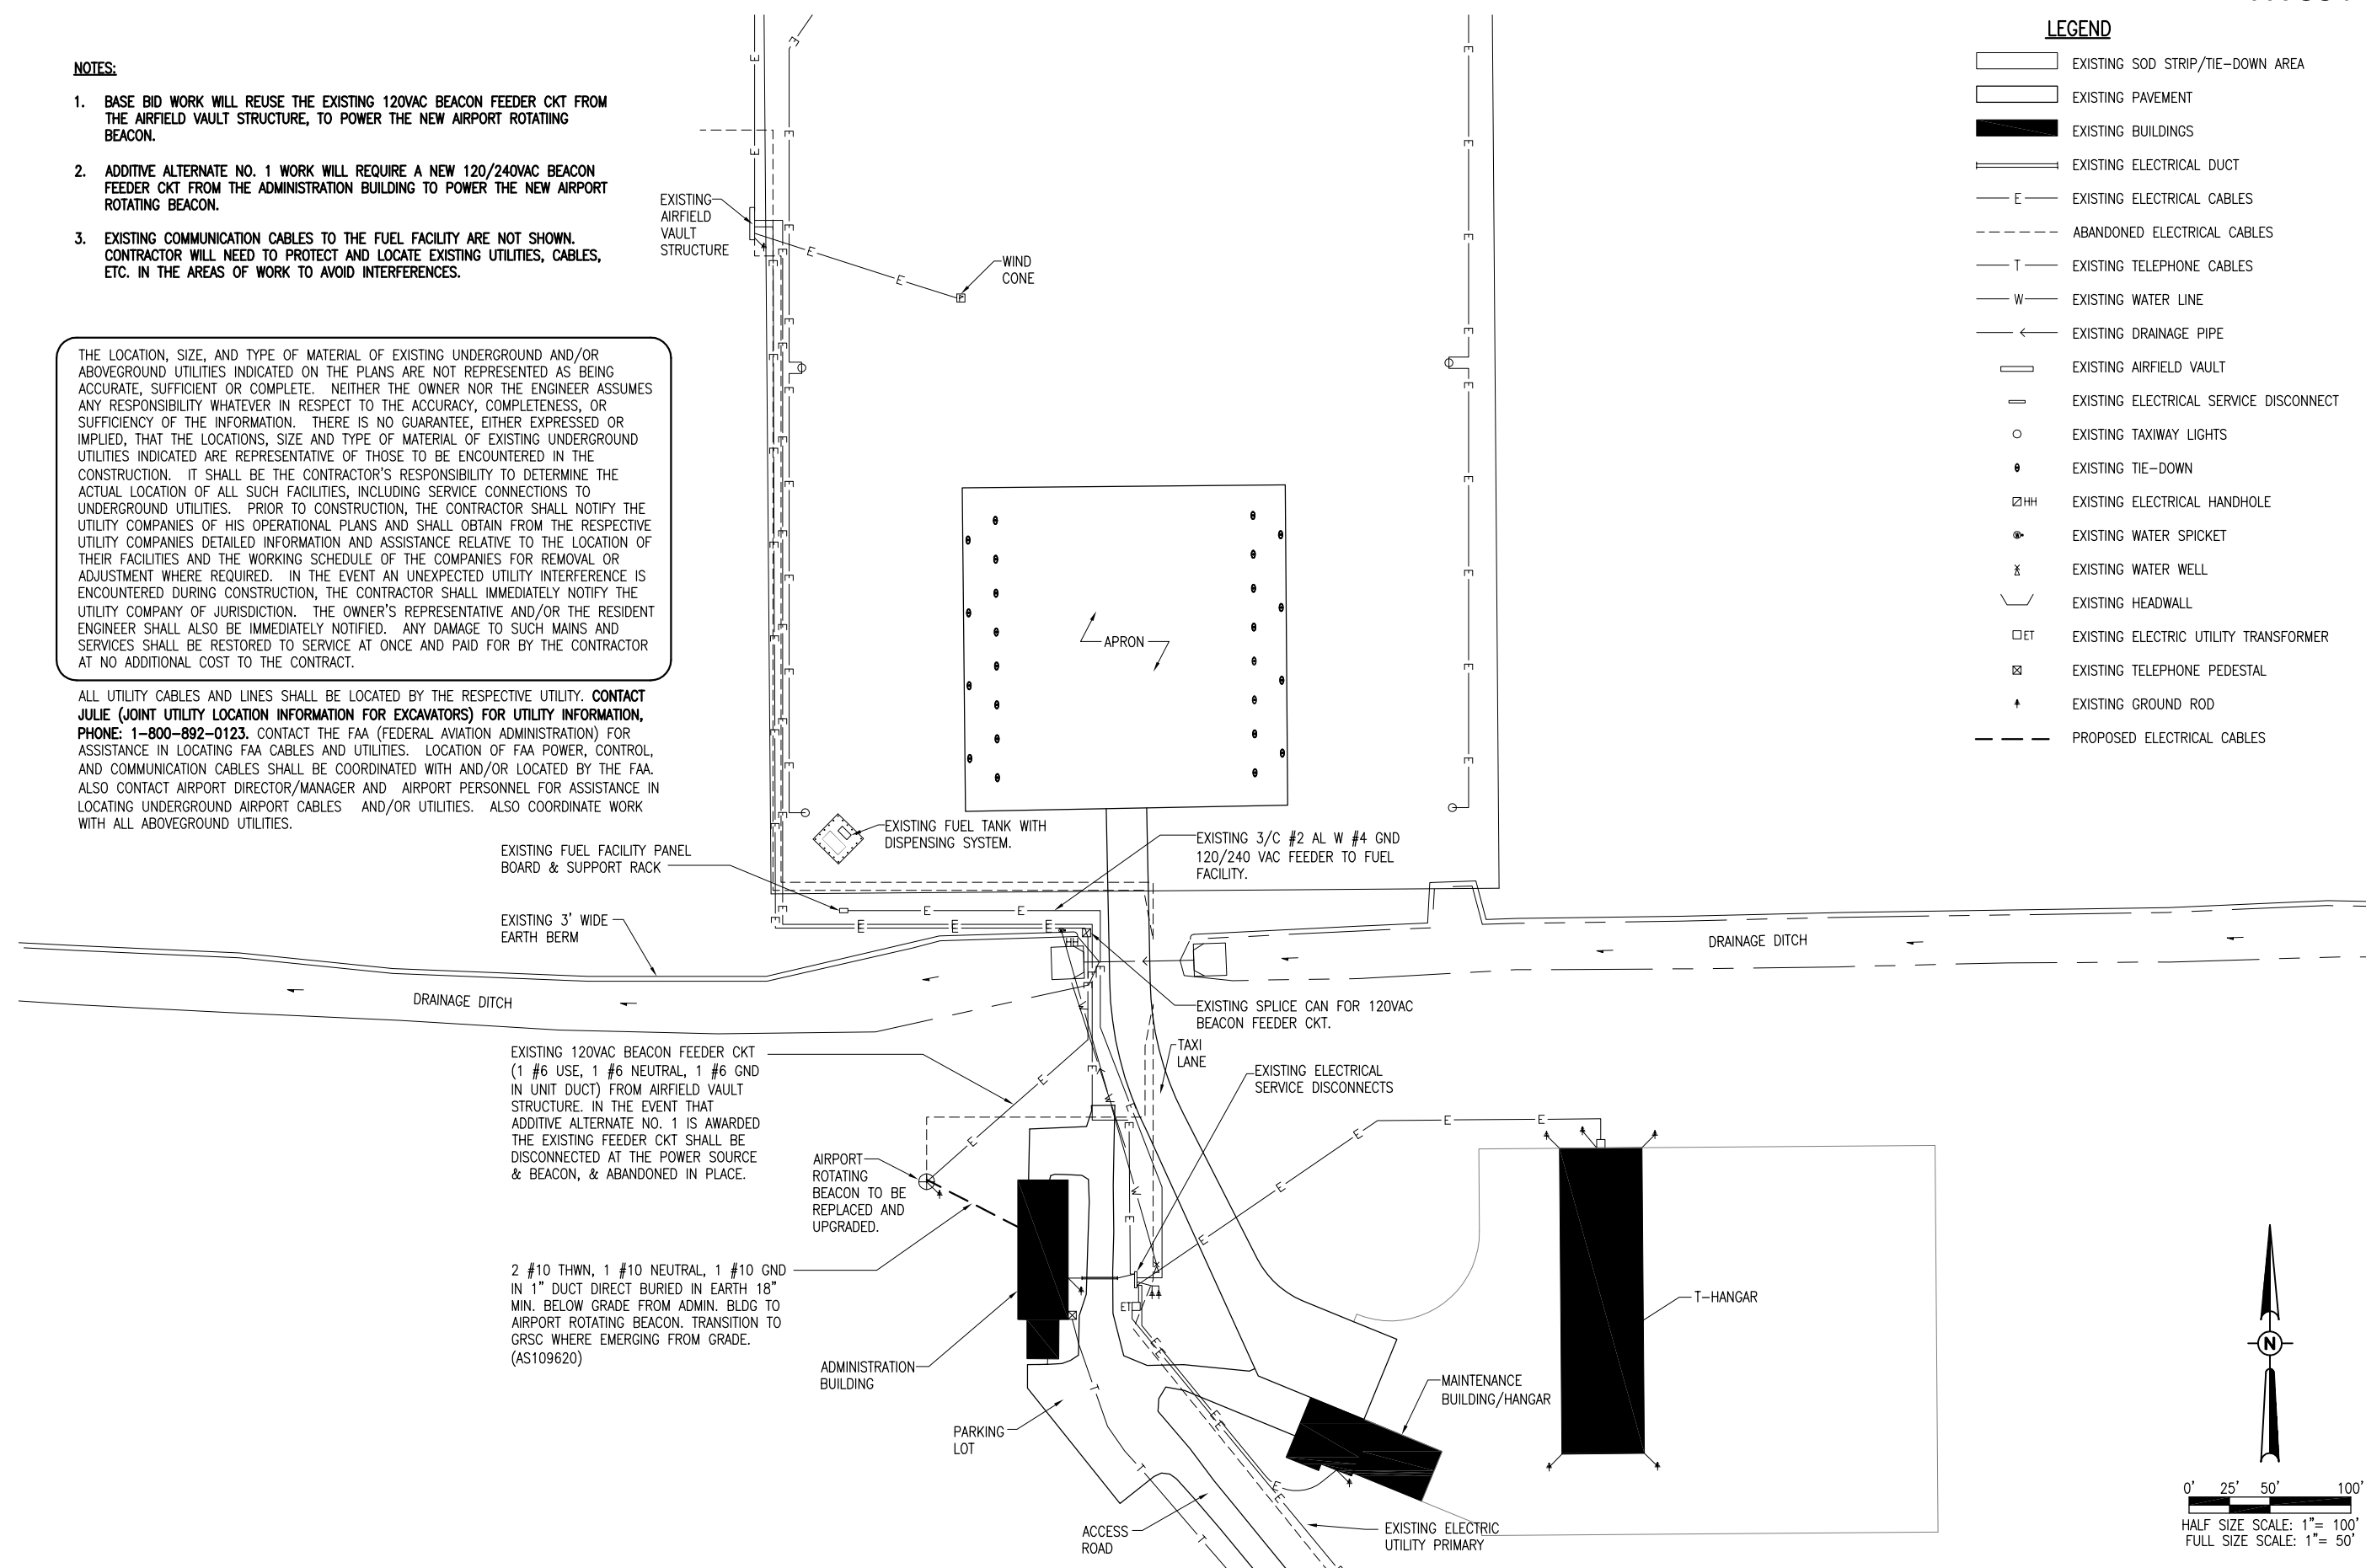 NOTES:
1. BASE BID WORK WILL REUSE THE EXISTING 120VAC BEACON FEEDER CKT FROM
THE AIRFIELD VAULT STRUCTURE, TO POWER THE NEW AIRPORT ROTATIING
BEACON.
2. ADDITIVE ALTERNATE NO. 1 WORK WILL REQUIRE A NEW 120/240VAC BEACON
FEEDER CKT FROM THE ADMINISTRATION BUILDING TO POWER THE NEW AIRPORT
ROTATING BEACON.
3. EXISTING COMMUNICATION CABLES TO THE FUEL FACILITY ARE NOT SHOWN.
CONTRACTOR WILL NEED TO PROTECT AND LOCATE EXISTING UTILITIES, CABLES,
ETC. IN THE AREAS OF WORK TO AVOID INTERFERENCES.
THE LOCATION, SIZE, AND TYPE OF MATERIAL OF EXISTING UNDERGROUND AND/OR
ABOVEGROUND UTILITIES INDICATED ON THE PLANS ARE NOT REPRESENTED AS BEING
ACCURATE, SUFFICIENT OR COMPLETE. NEITHER THE OWNER NOR THE ENGINEER ASSUMES
ANY RESPONSIBILITY WHATEVER IN RESPECT TO THE ACCURACY, COMPLETENESS, OR
SUFFICIENCY OF THE INFORMATION. THERE IS NO GUARANTEE, EITHER EXPRESSED OR
IMPLIED, THAT THE LOCATIONS, SIZE AND TYPE OF MATERIAL OF EXISTING UNDERGROUND
UTILITIES INDICATED ARE REPRESENTATIVE OF THOSE TO BE ENCOUNTERED IN THE
CONSTRUCTION. IT SHALL BE THE CONTRACTOR'S RESPONSIBILITY TO DETERMINE THE
ACTUAL LOCATION OF ALL SUCH FACILITIES, INCLUDING SERVICE CONNECTIONS TO
UNDERGROUND UTILITIES. PRIOR TO CONSTRUCTION, THE CONTRACTOR SHALL NOTIFY THE
UTILITY COMPANIES OF HIS OPERATIONAL PLANS AND SHALL OBTAIN FROM THE RESPECTIVE
UTILITY COMPANIES DETAILED INFORMATION AND ASSISTANCE RELATIVE TO THE LOCATION OF
THEIR FACILITIES AND THE WORKING SCHEDULE OF THE COMPANIES FOR REMOVAL OR
ADJUSTMENT WHERE REQUIRED. IN THE EVENT AN UNEXPECTED UTILITY INTERFERENCE IS
ENCOUNTERED DURING CONSTRUCTION, THE CONTRACTOR SHALL IMMEDIATELY NOTIFY THE
UTILITY COMPANY OF JURISDICTION. THE OWNER'S REPRESENTATIVE AND/OR THE RESIDENT
ENGINEER SHALL ALSO BE IMMEDIATELY NOTIFIED. ANY DAMAGE TO SUCH MAINS AND
SERVICES SHALL BE RESTORED TO SERVICE AT ONCE AND PAID FOR BY THE CONTRACTOR
AT NO ADDITIONAL COST TO THE CONTRACT.
ALL UTILITY CABLES AND LINES SHALL BE LOCATED BY THE RESPECTIVE UTILITY. CONTACT
JULIE (JOINT UTILITY LOCATION INFORMATION FOR EXCAVATORS) FOR UTILITY INFORMATION,
PHONE: 1-800-892-0123. CONTACT THE FAA (FEDERAL AVIATION ADMINISTRATION) FOR
ASSISTANCE IN LOCATING FAA CABLES AND UTILITIES. LOCATION OF FAA POWER, CONTROL,
AND COMMUNICATION CABLES SHALL BE COORDINATED WITH AND/OR LOCATED BY THE FAA.
ALSO CONTACT AIRPORT DIRECTOR/MANAGER AND AIRPORT PERSONNEL FOR ASSISTANCE IN
LOCATING UNDERGROUND AIRPORT CABLES AND/OR UTILITIES. ALSO COORDINATE WORK
WITH ALL ABOVEGROUND UTILITIES.
EXISTING
AIRFIELD
VAULT
STRUCTURE
WIND
CONE
APRON
EXISTING FUEL TANK WITH
DISPENSING SYSTEM.
EXISTING 3/C #2 AL W #4 GND
120/240 VAC FEEDER TO FUEL
FACILITY.
EXISTING FUEL FACILITY PANEL
BOARD & SUPPORT RACK
EXISTING 3' WIDE
EARTH BERM
HH
DRAINAGE DITCH
DRAINAGE DITCH
EXISTING SPLICE CAN FOR 120VAC
BEACON FEEDER CKT.
TAXI
LANE
EXISTING ELECTRICAL
SERVICE DISCONNECTS
EXISTING 120VAC BEACON FEEDER CKT
(1 #6 USE, 1 #6 NEUTRAL, 1 #6 GND
IN UNIT DUCT) FROM AIRFIELD VAULT
STRUCTURE. IN THE EVENT THAT
ADDITIVE ALTERNATE NO. 1 IS AWARDED
THE EXISTING FEEDER CKT SHALL BE
DISCONNECTED AT THE POWER SOURCE
& BEACON, & ABANDONED IN PLACE.
AIRPORT
ROTATING
BEACON TO BE
REPLACED AND
UPGRADED.
2 #10 THWN, 1 #10 NEUTRAL, 1 #10 GND
IN 1" DUCT DIRECT BURIED IN EARTH 18"
MIN. BELOW GRADE FROM ADMIN. BLDG TO
AIRPORT ROTATING BEACON. TRANSITION TO
GRSC WHERE EMERGING FROM GRADE.
(AS109620)
ET
ADMINISTRATION
BUILDING
T-HANGAR
MAINTENANCE
BUILDING/HANGAR
PARKING
LOT
ACCESS
ROAD
EXISTING ELECTRIC
UTILITY PRIMARY
LEGEND
EXISTING SOD STRIP/TIE-DOWN AREA
EXISTING PAVEMENT
EXISTING BUILDINGS
EXISTING ELECTRICAL DUCT
E EXISTING ELECTRICAL CABLES
ABANDONED ELECTRICAL CABLES
T EXISTING TELEPHONE CABLES
W EXISTING WATER LINE
EXISTING DRAINAGE PIPE
EXISTING AIRFIELD VAULT
EXISTING ELECTRICAL SERVICE DISCONNECT
EXISTING TAXIWAY LIGHTS
EXISTING TIE-DOWN
HH EXISTING ELECTRICAL HANDHOLE
EXISTING WATER SPICKET
EXISTING WATER WELL
EXISTING HEADWALL
ET EXISTING ELECTRIC UTILITY TRANSFORMER
EXISTING TELEPHONE PEDESTAL
EXISTING GROUND ROD
PROPOSED ELECTRICAL CABLES
N
0' 25' 50' 100'
HALF SIZE SCALE: 1"= 100'
FULL SIZE SCALE: 1"= 50'